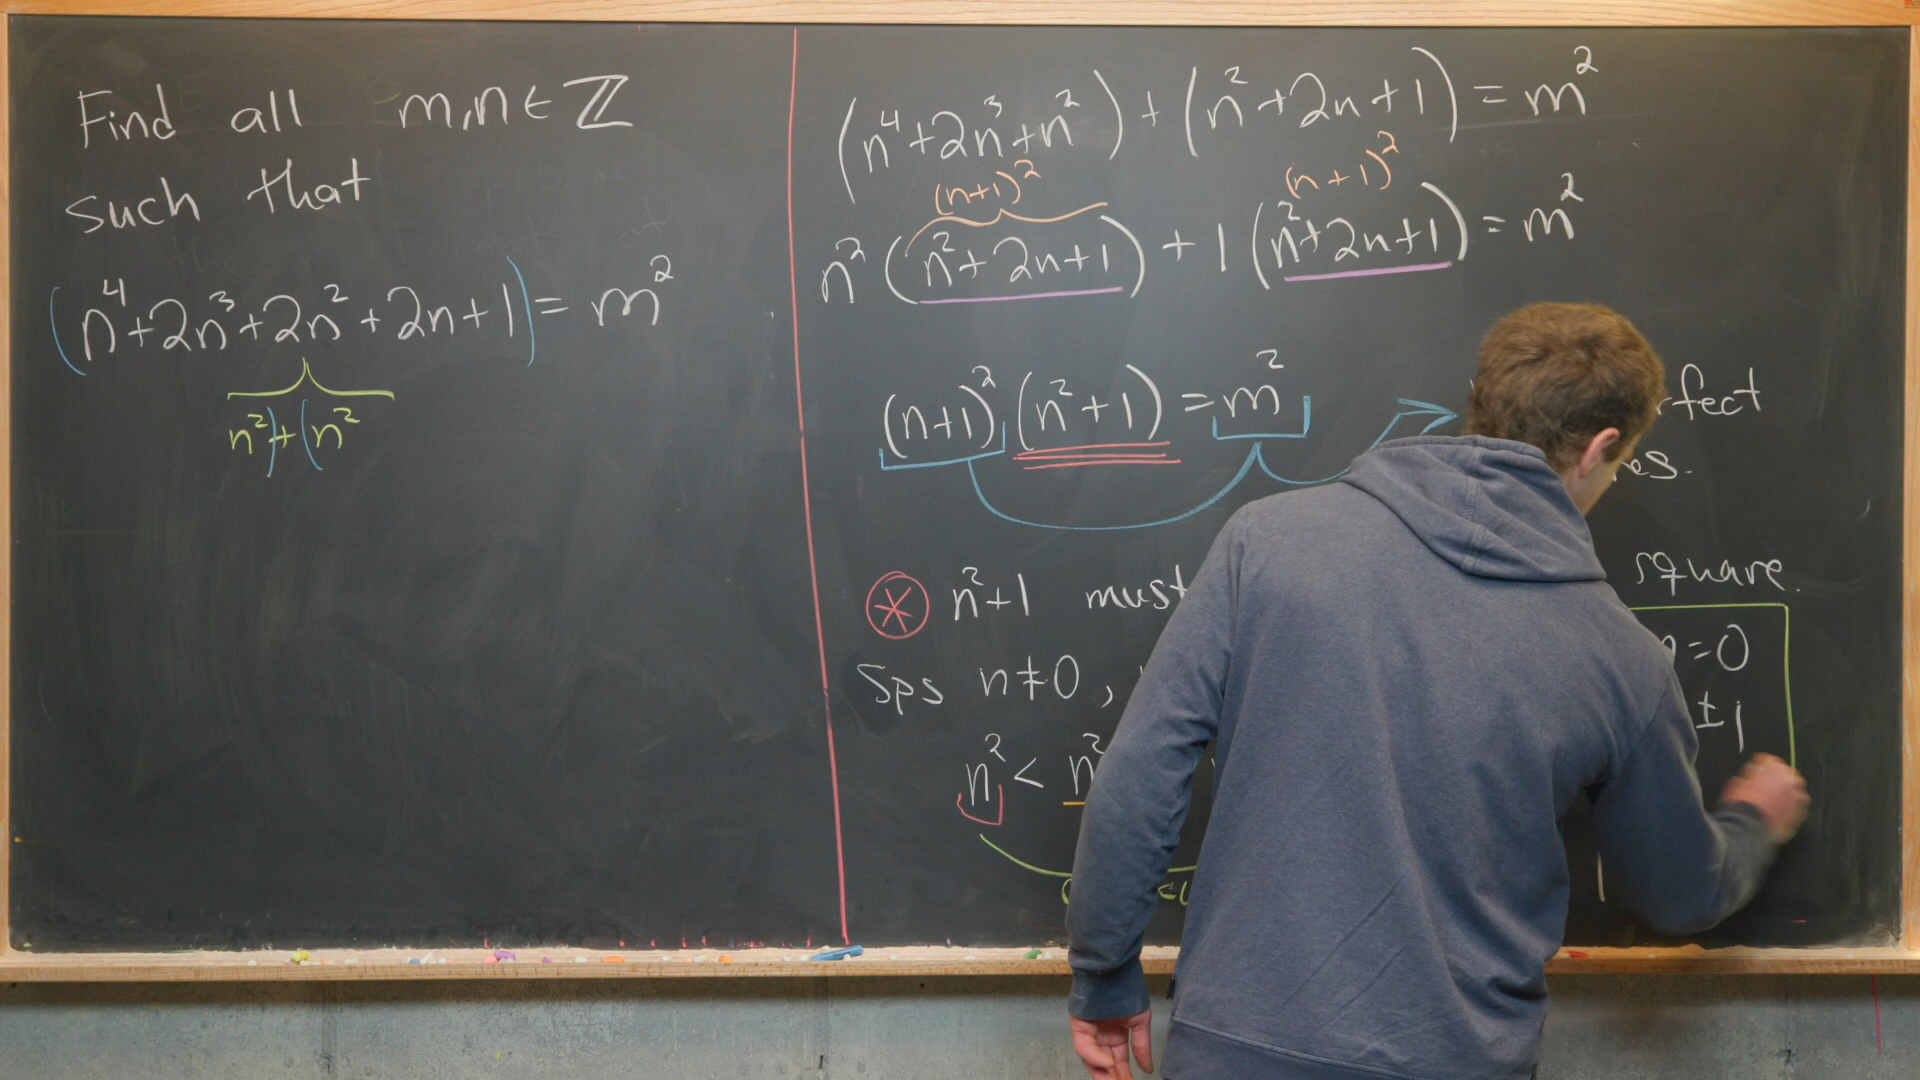 Find all m,n ∈ ℤ
such that
(n⁴+2n³+2n²+2n+1) = m²
n²)+(n²
(n⁴+2n³+n²)+(n²+2n+1) = m²
(n+1)² (n+1)²
n²(n²+2n+1)+1(n²+2n+1) = m²
(n+1)²(n²+1) = m²
n²+1 must square.
Sps n≠0, n=0
±1
n² < n²